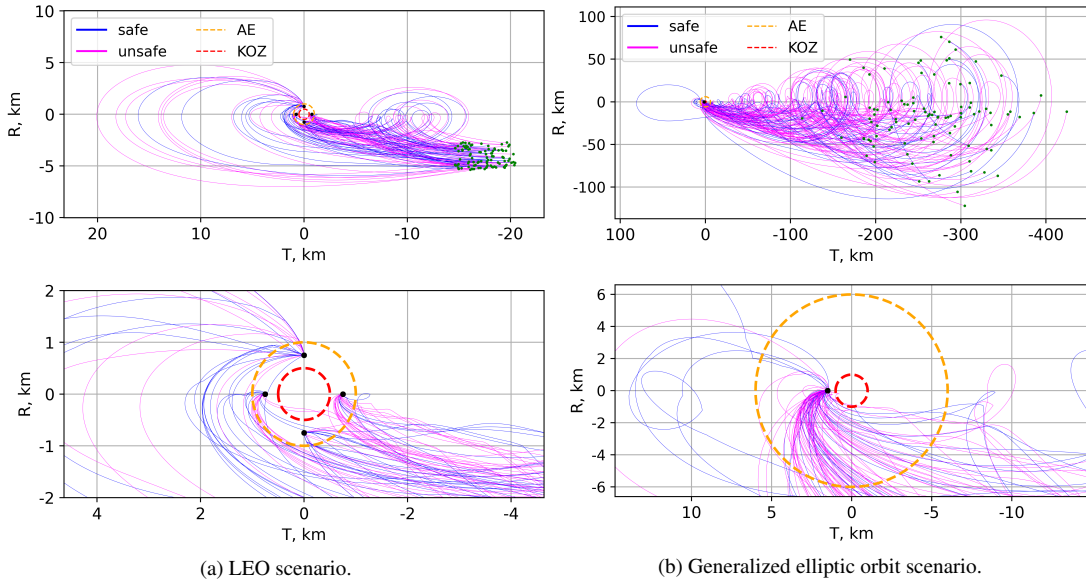 safe AE
unsafe KOZ
R, km
10
5
0
-5
-10
20 10 0 -10 -20
T, km
safe AE
unsafe KOZ
R, km
100
50
0
-50
-100
100 0 -100 -200 -300 -400
T, km
R, km
2
1
0
-1
-2
4 2 0 -2 -4
T, km
(a) LEO scenario.
R, km
6
4
2
0
-2
-4
-6
10 5 0 -5 -10
T, km
(b) Generalized elliptic orbit scenario.